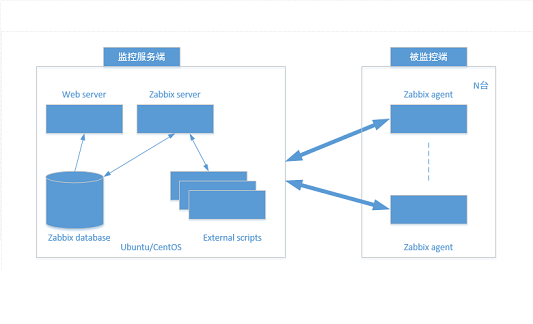 监控服务端
被监控端
N台
Web server
Zabbix server
Zabbix agent
Zabbix database
External scripts
Ubuntu/CentOS
Zabbix agent